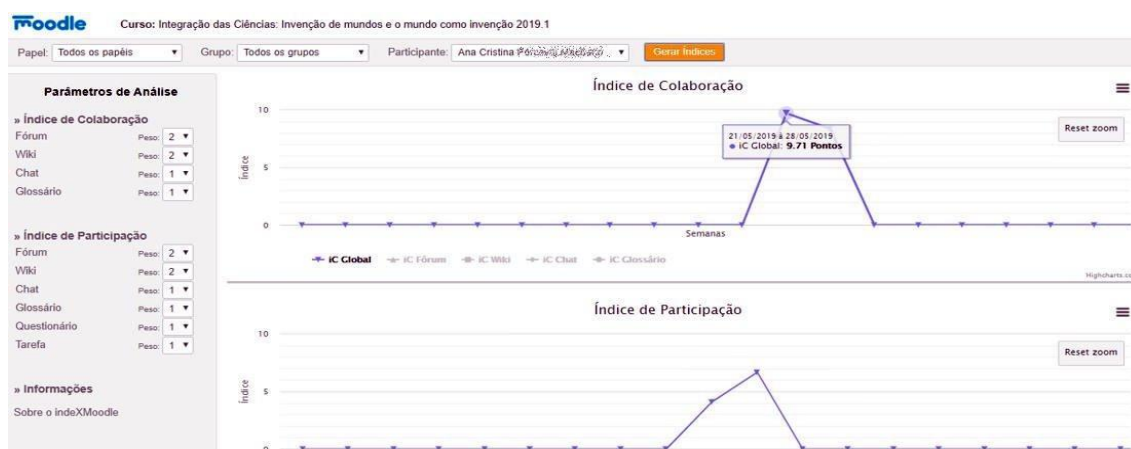 moodle
Curso: Integração das Ciências: Invenção de mundos e o mundo como invenção 2019.1
Papel: Todos os papéis Grupo: Todos os grupos Participante: Ana Cristina Gerar Índices
Parâmetros de Análise
» Índice de Colaboração
Fórum Peso: 2
Wiki Peso: 2
Chat Peso: 1
Glossário Peso: 1
» Índice de Participação
Fórum Peso: 2
Wiki Peso: 2
Chat Peso: 1
Glossário Peso: 1
Questionário Peso: 1
Tarefa Peso: 1
» Informações
Sobre o indeXMoodle
Índice de Colaboração
Reset zoom
10
5
0
Índice
21/05/2019 à 28/05/2019
iC Global: 9.71 Pontos
Semanas
iC Global iC Fórum iC Wiki iC Chat iC Glossário
Highcharts.co
Índice de Participação
Reset zoom
10
5
0
Índice